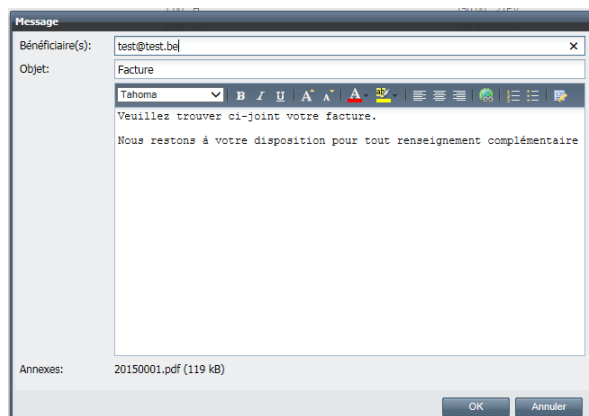 Message
Bénéficiaire(s): test@test.be
Objet: Facture
Tahoma B I U A A A ab
Veuillez trouver ci-joint votre facture.
Nous restons à votre disposition pour tout renseignement complémentaire
Annexes: 20150001.pdf (119 kB)
OK Annuler